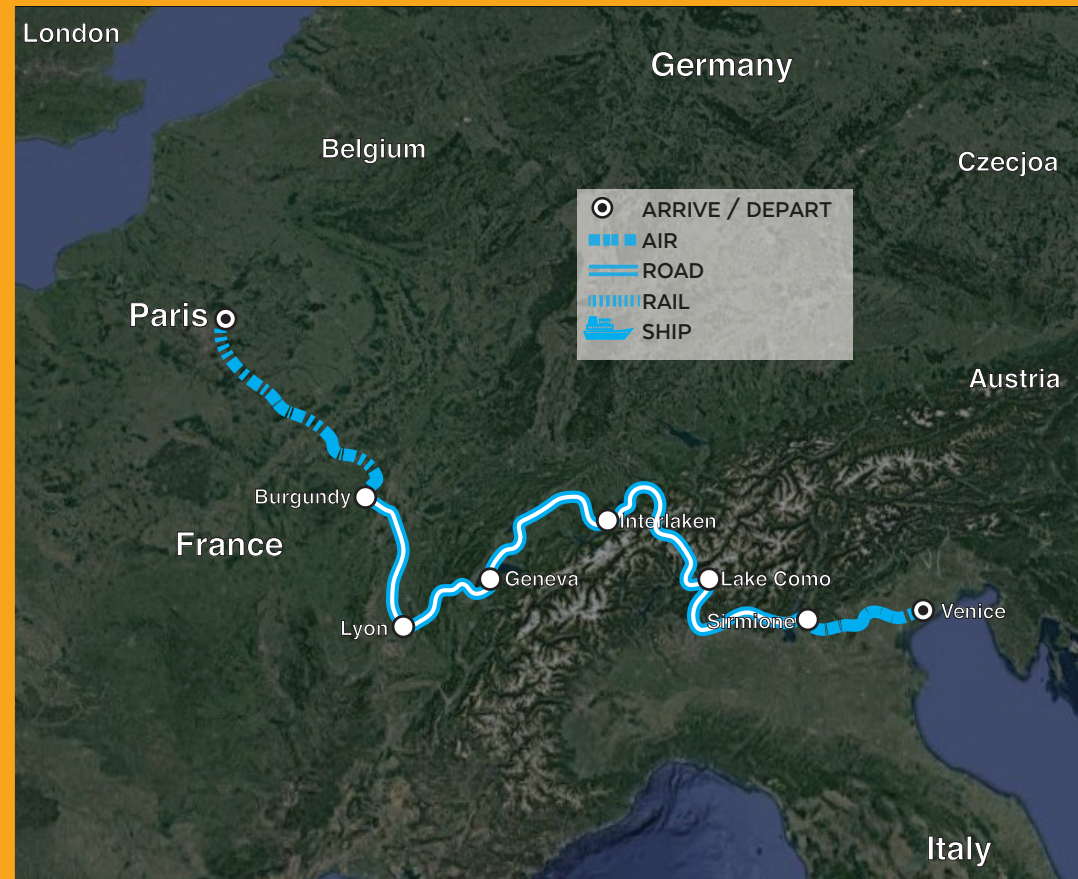 London
Germany
Belgium
Czecjoa
ARRIVE / DEPART
AIR
ROAD
RAIL
SHIP
Paris
Austria
Burgundy
Interlaken
France
Geneva
Lake Como
Lyon
Sirmione
Venice
Italy